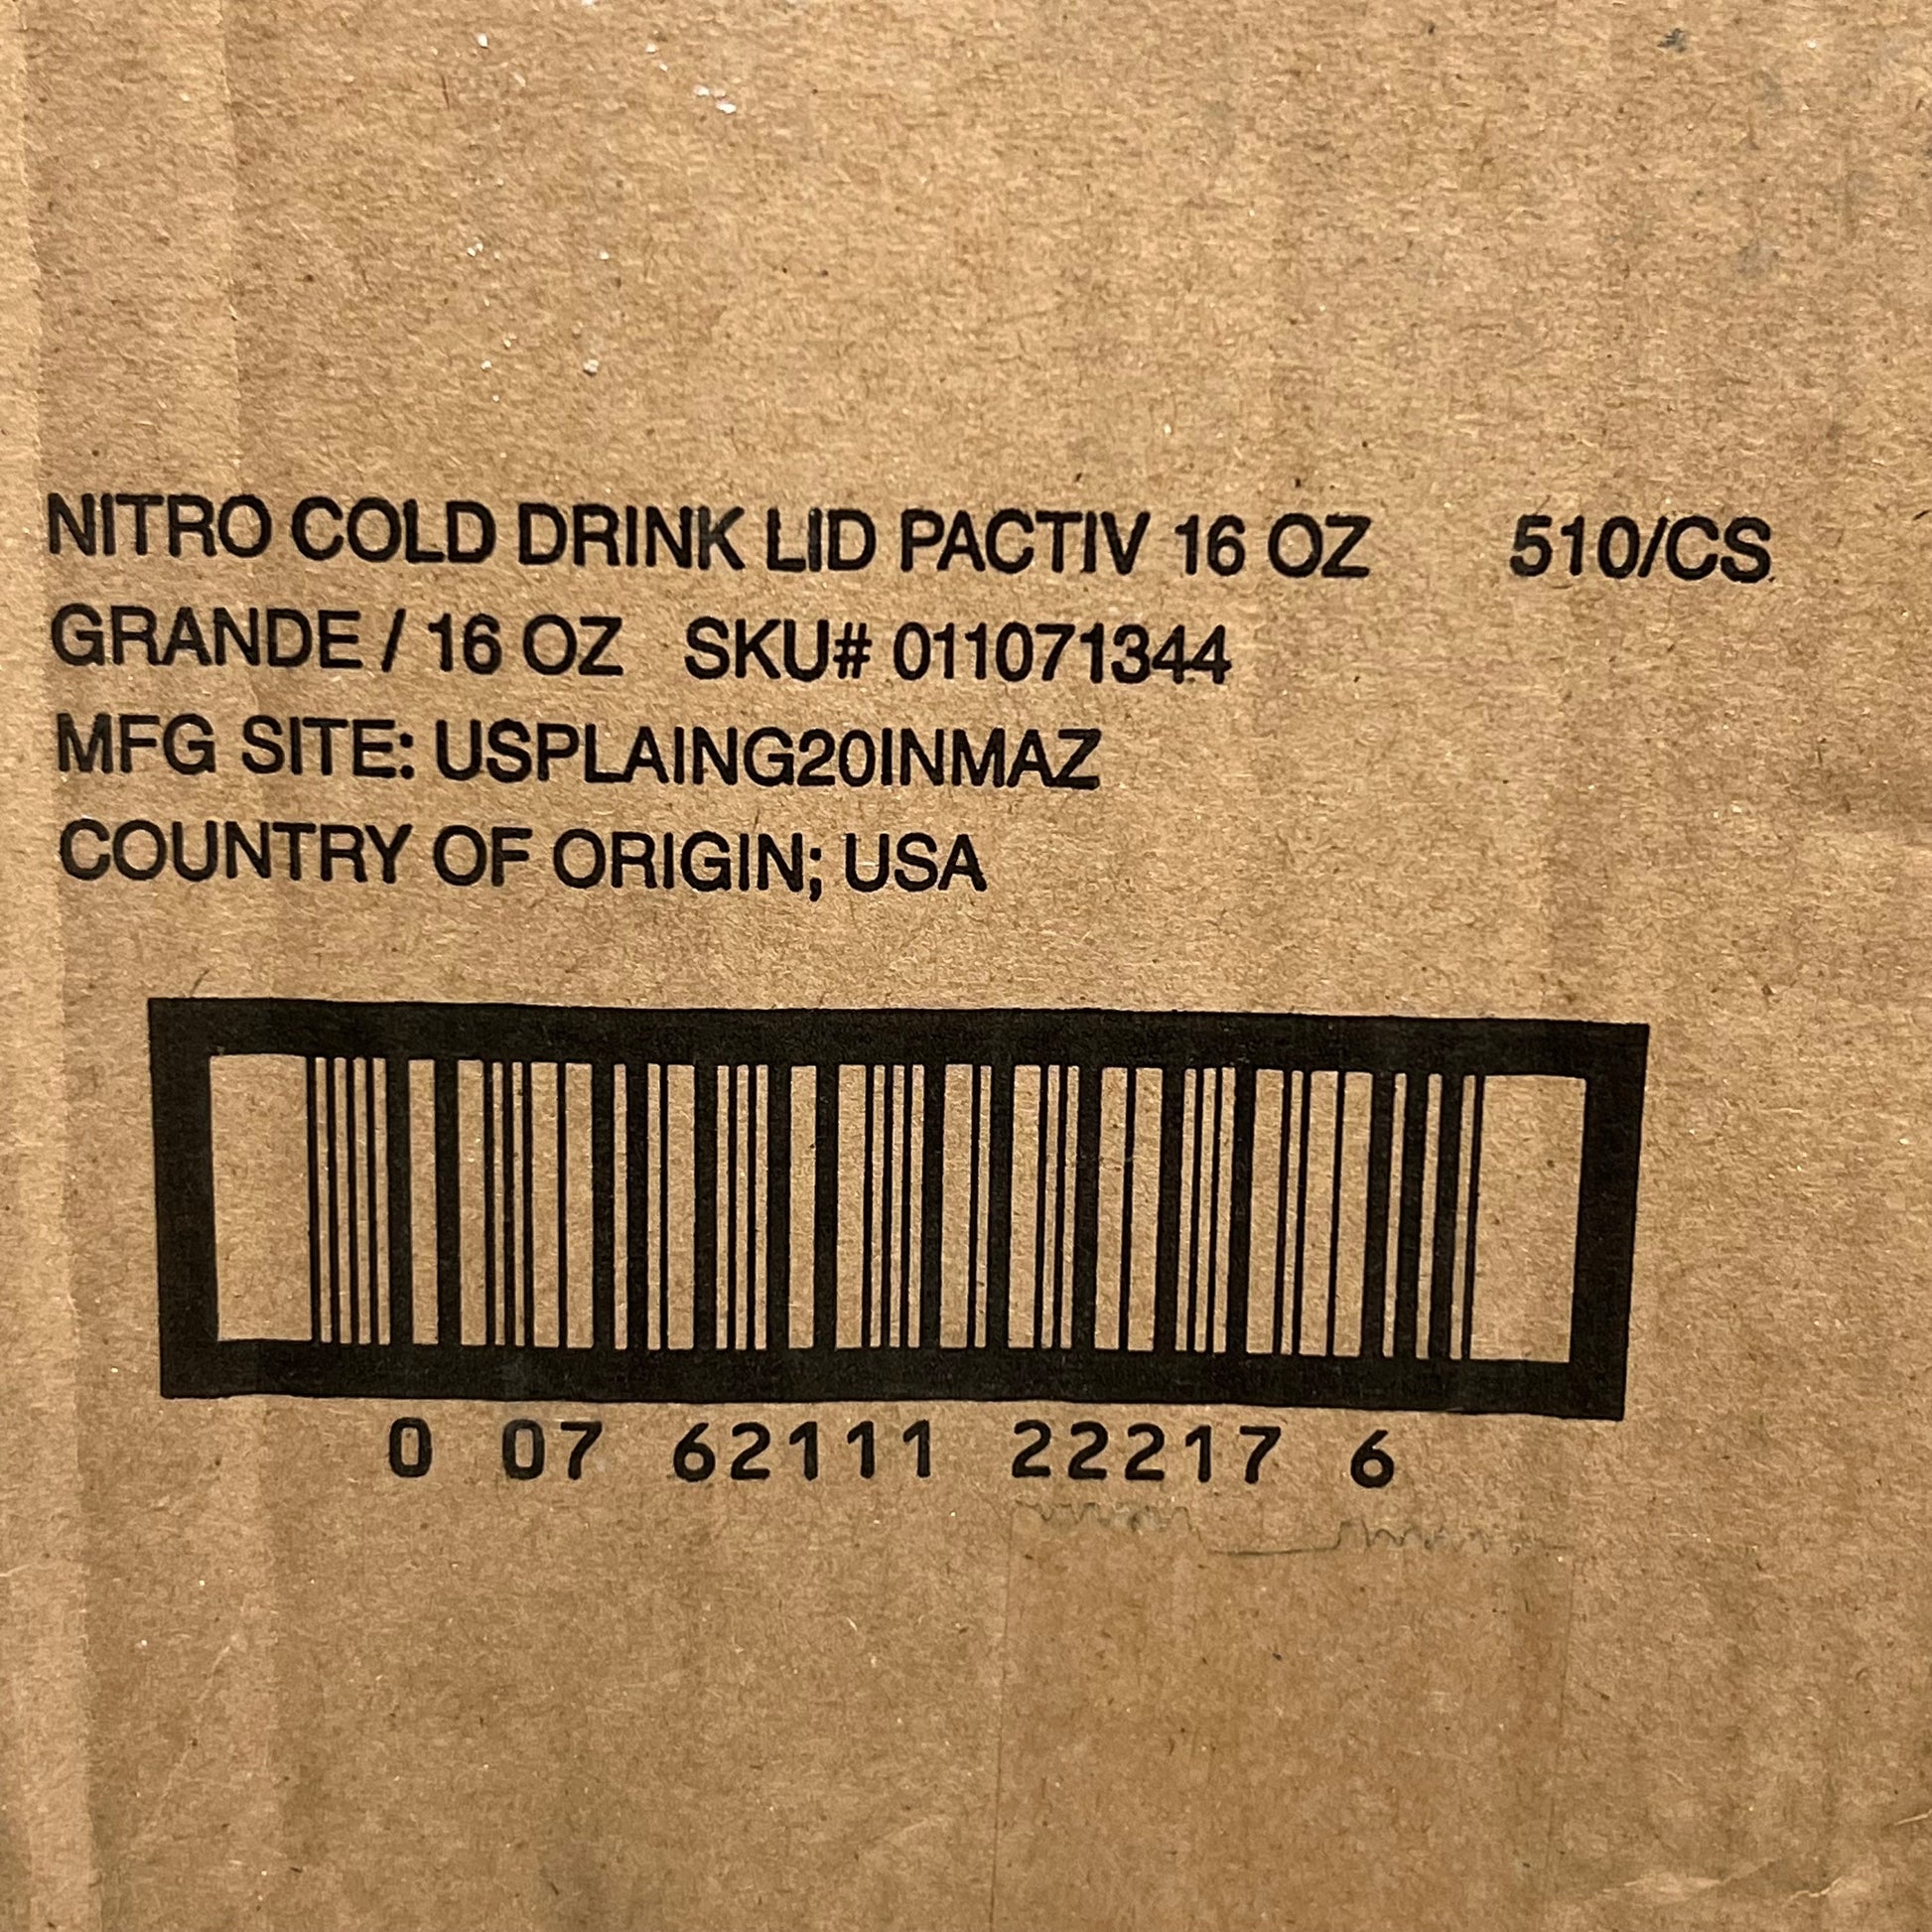 NITRO COLD DRINK LID PACTIV 16 OZ 510/CS
GRANDE / 16 OZ SKU# 011071344
MFG SITE: USPLAING20INMAZ
COUNTRY OF ORIGIN; USA
0 07 62111 22217 6